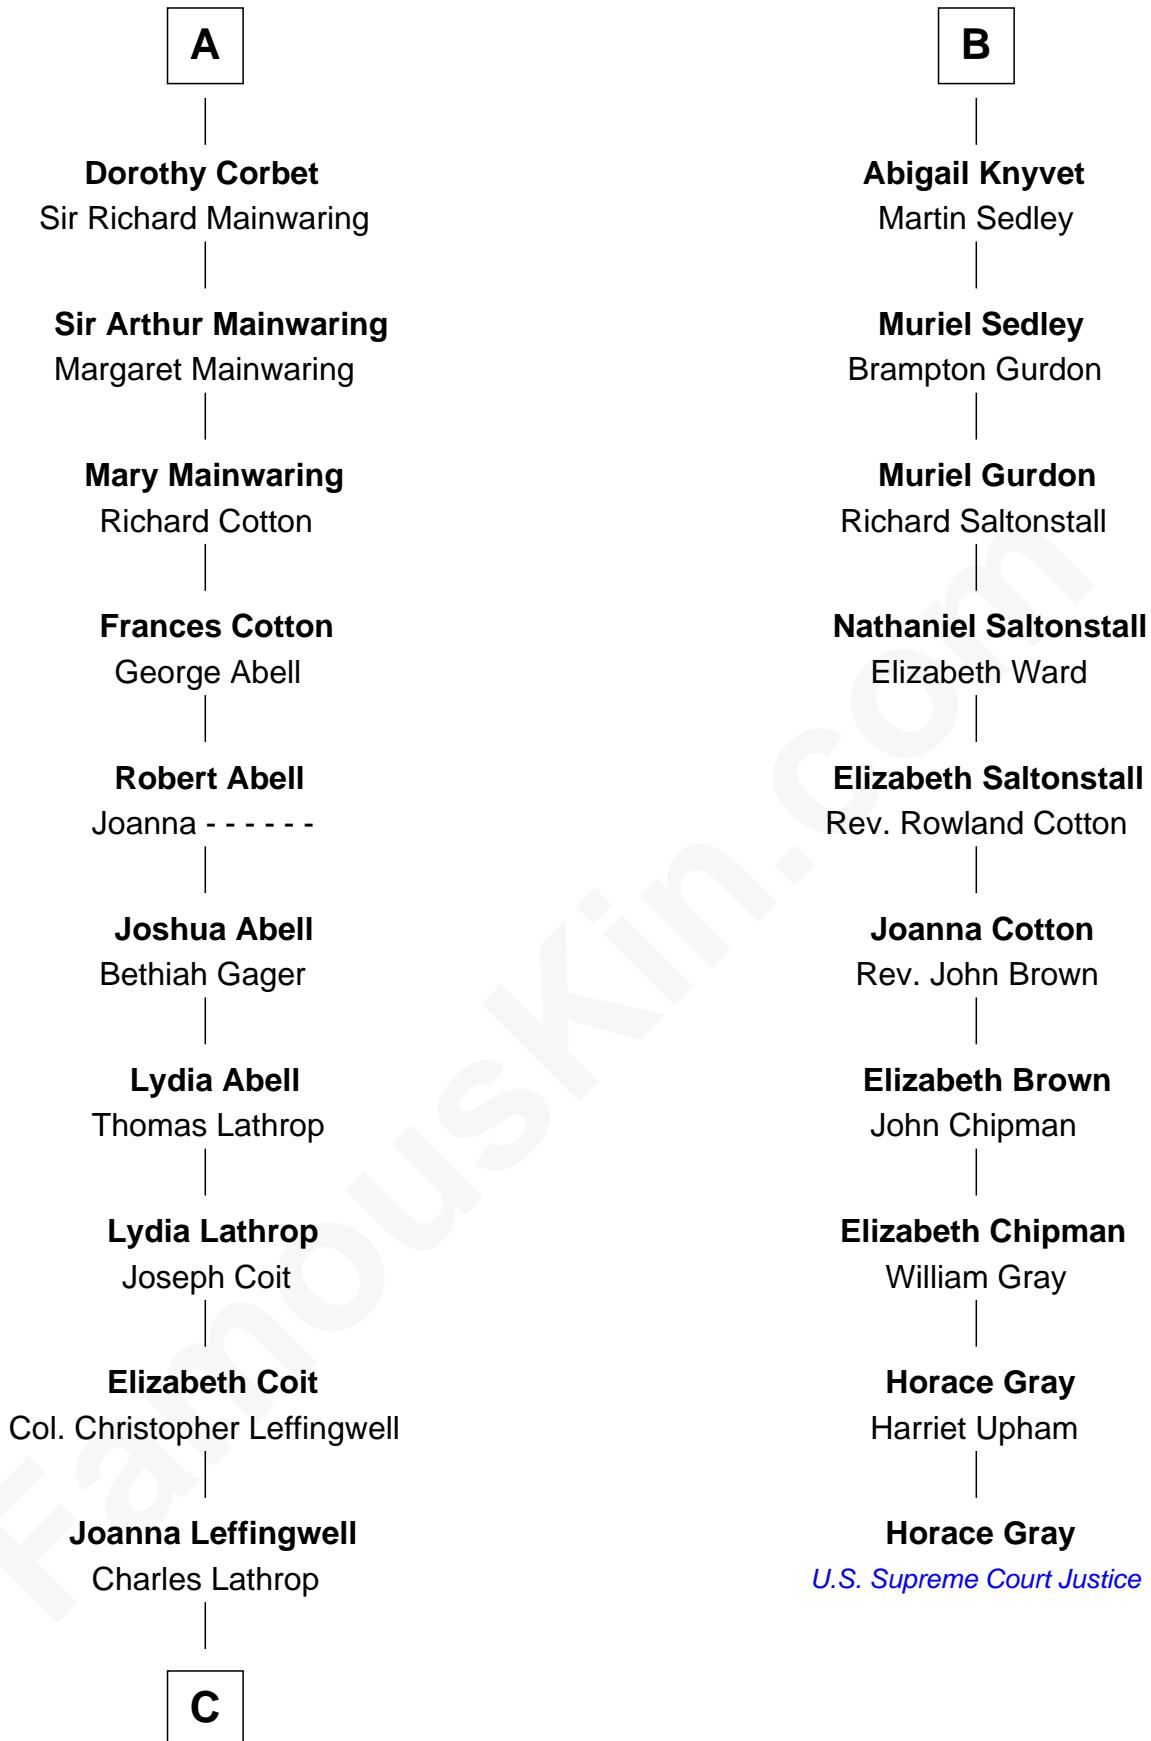 A
Dorothy Corbet
Sir Richard Mainwaring
Sir Arthur Mainwaring
Margaret Mainwaring
Mary Mainwaring
Richard Cotton
Frances Cotton
George Abell
Robert Abell
Joanna - - - - - -
Joshua Abell
Bethiah Gager
Lydia Abell
Thomas Lathrop
Lydia Lathrop
Joseph Coit
Elizabeth Coit
Col. Christopher Leffingwell
Joanna Leffingwell
Charles Lathrop
C
B
Abigail Knyvet
Martin Sedley
Muriel Sedley
Brampton Gurdon
Muriel Gurdon
Richard Saltonstall
Nathaniel Saltonstall
Elizabeth Ward
Elizabeth Saltonstall
Rev. Rowland Cotton
Joanna Cotton
Rev. John Brown
Elizabeth Brown
John Chipman
Elizabeth Chipman
William Gray
Horace Gray
Harriet Upham
Horace Gray
U.S. Supreme Court Justice
FamousKin.com